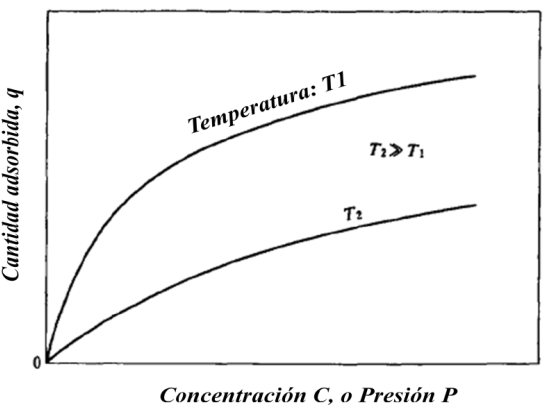 Cantidad adsorbida, q
Temperatura: T1
T₂≫T₁
T₂
0
Concentración C, o Presión P